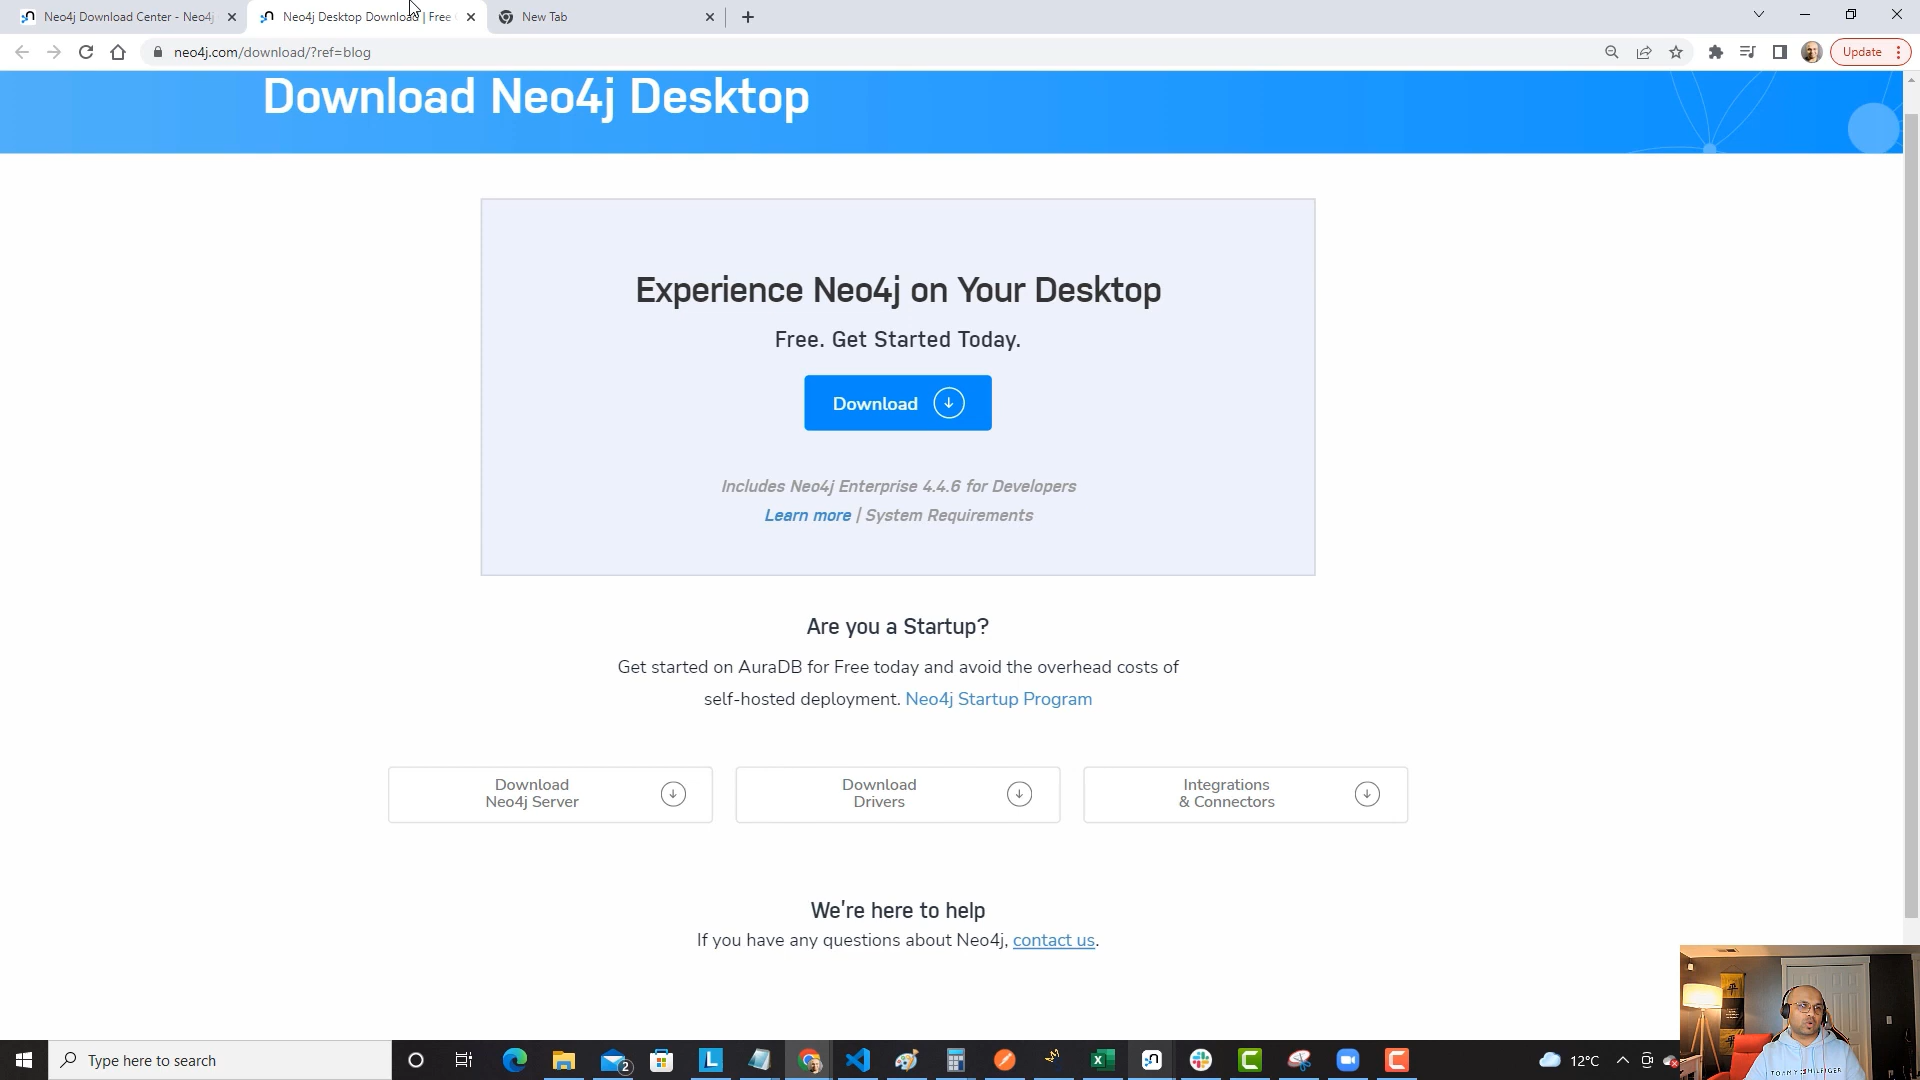 Neo4j Download Center - Neo4j
Neo4j Desktop Download | Free
New Tab
neo4j.com/download/?ref=blog
Update
Download Neo4j Desktop
Experience Neo4j on Your Desktop
Free. Get Started Today.
Download
Includes Neo4j Enterprise 4.4.6 for Developers
Learn more | System Requirements
Are you a Startup?
Get started on AuraDB for Free today and avoid the overhead costs of
self-hosted deployment. Neo4j Startup Program
Download
Neo4j Server
Download
Drivers
Integrations
& Connectors
We're here to help
If you have any questions about Neo4j, contact us.
Type here to search
2
12°C
TOMMY HILFIGER